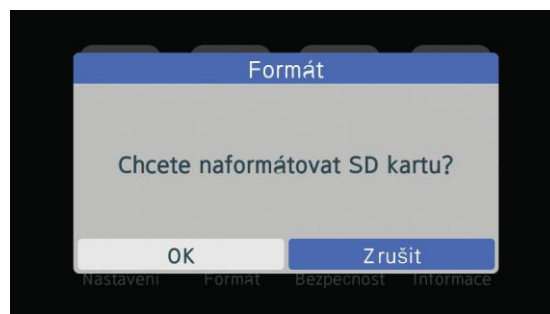 Formát
Chcete naformátovat SD kartu?
OK Zrušit
Nastavení Formát Bezpečnost Informace